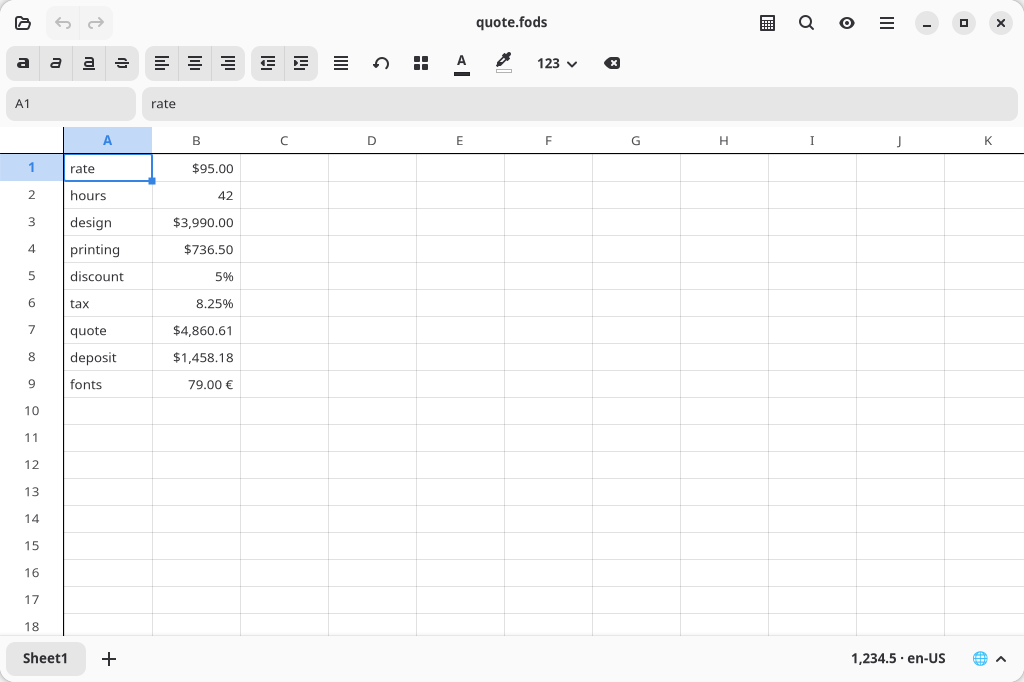 quote.fods
a a a a
A
123
A1
rate
A B C D E F G H I J K
1 rate $95.00
2 hours 42
3 design $3,990.00
4 printing $736.50
5 discount 5%
6 tax 8.25%
7 quote $4,860.61
8 deposit $1,458.18
9 fonts 79.00 €
10
11
12
13
14
15
16
17
18
Sheet1
1,234.5 · en-US